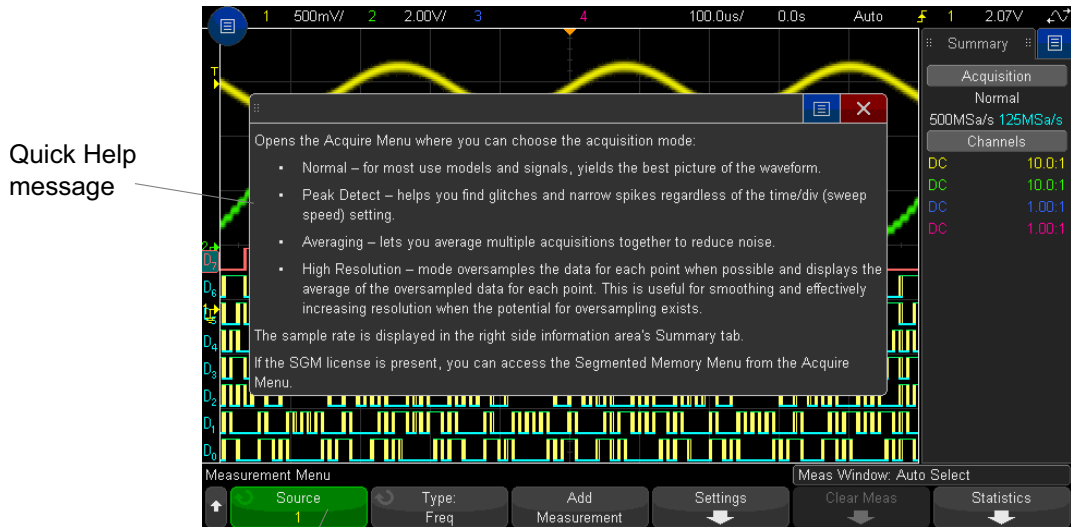 1 500mV/ 2 2.00V/ 3 4 100.0us/ 0.0s Auto 1 2.07V
Summary
Acquisition
Normal
500MSa/s 125MSa/s
Channels
DC 10.0:1
DC 10.0:1
DC 1.00:1
DC 1.00:1
T
Quick Help
message
Opens the Acquire Menu where you can choose the acquisition mode:
▪ Normal – for most use models and signals, yields the best picture of the waveform.
▪ Peak Detect – helps you find glitches and narrow spikes regardless of the time/div (sweep
speed) setting.
▪ Averaging – lets you average multiple acquisitions together to reduce noise.
▪ High Resolution – mode oversamples the data for each point when possible and displays the
average of the oversampled data for each point. This is useful for smoothing and effectively
increasing resolution when the potential for oversampling exists.
The sample rate is displayed in the right side information area's Summary tab.
If the SGM license is present, you can access the Segmented Memory Menu from the Acquire
Menu.
2
D7
D6
1
D4
D3
D2
D1
D0
Measurement Menu
Meas Window: Auto Select
Source
1
Type:
Freq
Add
Measurement
Settings
Clear Meas
Statistics